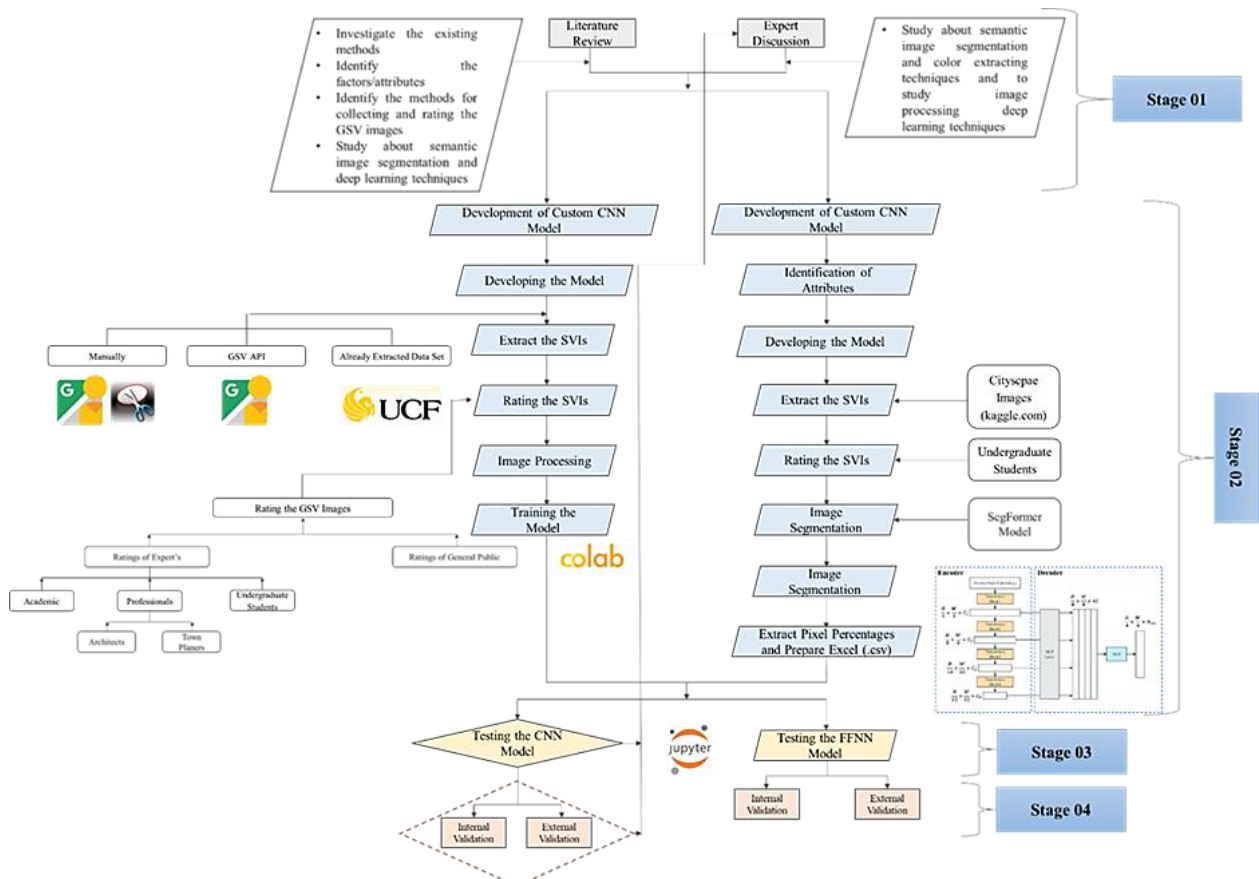 Literature
Review
Expert
Discussion
• Investigate the existing
methods
• Identify the
factors/attributes
• Identify the methods for
collecting and rating the
GSV images
• Study about semantic
image segmentation and
deep learning techniques
• Study about semantic
image segmentation
and color extracting
techniques and to
study image
processing deep
learning techniques
Stage 01
Development of Custom CNN
Model
Development of Custom CNN
Model
Developing the Model
Identification of
Attributes
Extract the SVIs
Developing the Model
Manually
GSV API
Already Extracted Data Set
G
G
UCF
Rating the SVIs
Extract the SVIs
Cityscpae
Images
(kaggle.com)
Image Processing
Rating the SVIs
Undergraduate
Students
Stage 02
Rating the GSV Images
Training the
Model
colab
Image
Segmentation
SegFormer
Model
Ratings of Expert's
Ratings of General Public
Image
Segmentation
Academic
Professionals
Undergraduate
Students
Architects
Town
Planers
Extract Pixel Percentages
and Prepare Excel (.csv)
Encoder
Decoder
Testing the CNN
Model
jupyter
Testing the FFNN
Model
Stage 03
Internal
Validation
External
Validation
Internal
Validation
External
Validation
Stage 04